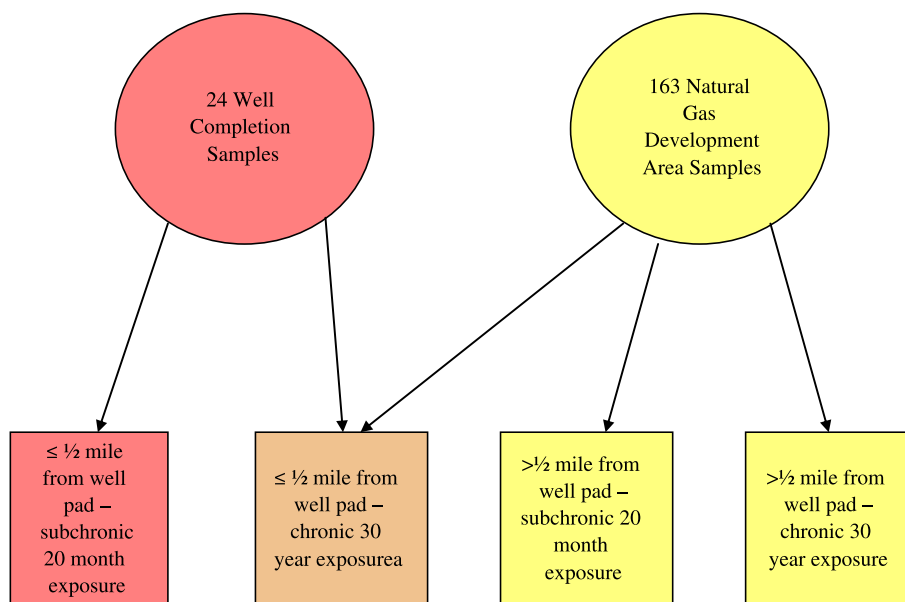 24 Well
Completion
Samples
163 Natural
Gas
Development
Area Samples
≤ ½ mile
from well
pad –
subchronic
20 month
exposure
≤ ½ mile from
well pad –
chronic 30
year exposurea
>½ mile from
well pad –
subchronic 20
month
exposure
>½ mile from
well pad –
chronic 30
year exposure